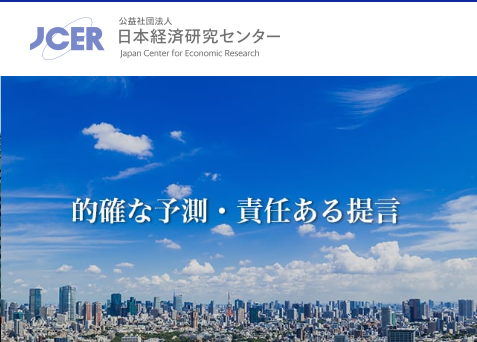 JCER
公益社団法人
日本経済研究センター
Japan Center for Economic Research
的確な予測・責任ある提言